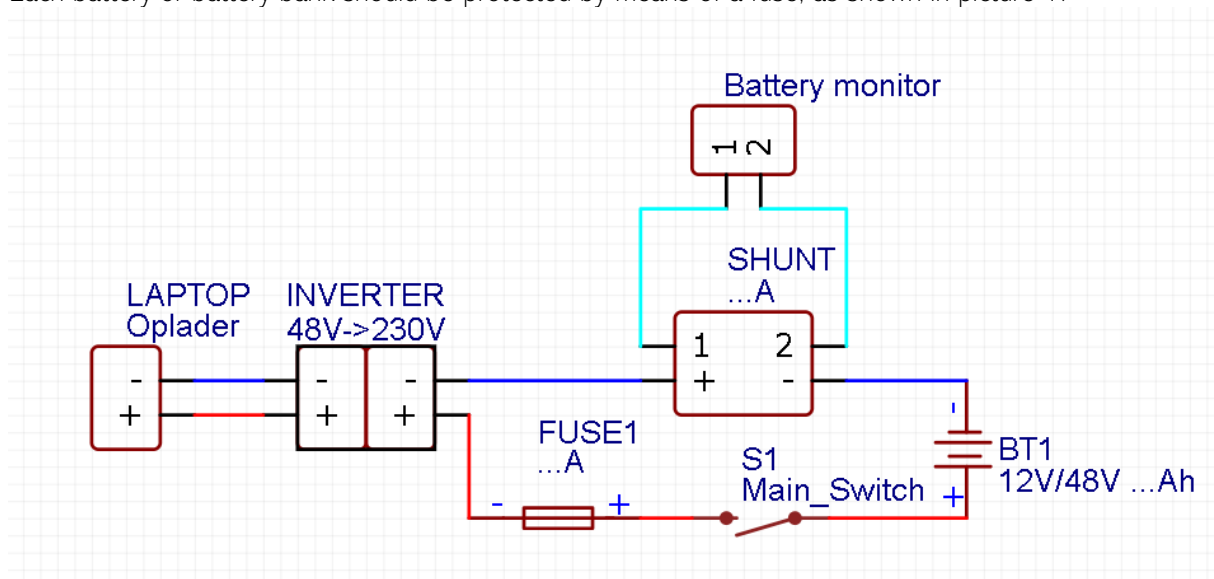 Each battery or battery bank should be protected by means of a fuse, as shown in picture 1.
Battery monitor
1 2
SHUNT
...A
LAPTOP
Oplader
INVERTER
48V->230V
1 2
+ -
- - -
+ + +
-
FUSE1
...A
- +
S1
Main_Switch
BT1
12V/48V ...Ah
+